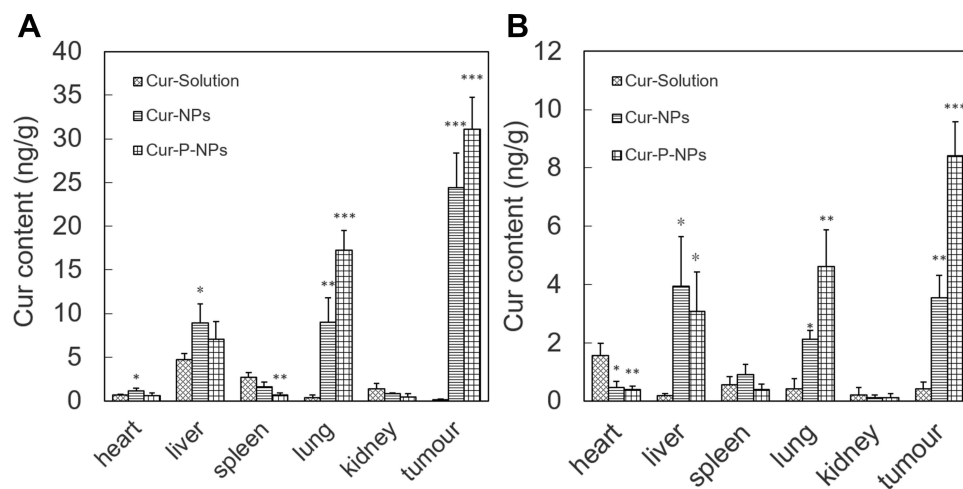 A
Cur content (ng/g)
40
35
30
25
20
15
10
5
0
Cur-Solution
Cur-NPs
Cur-P-NPs
*
*
**
**
***
***
***
heart
liver
spleen
lung
kidney
tumour
B
Cur content (ng/g)
12
10
8
6
4
2
0
Cur-Solution
Cur-NPs
Cur-P-NPs
*
**
*
*
*
**
**
***
heart
liver
spleen
lung
kidney
tumour